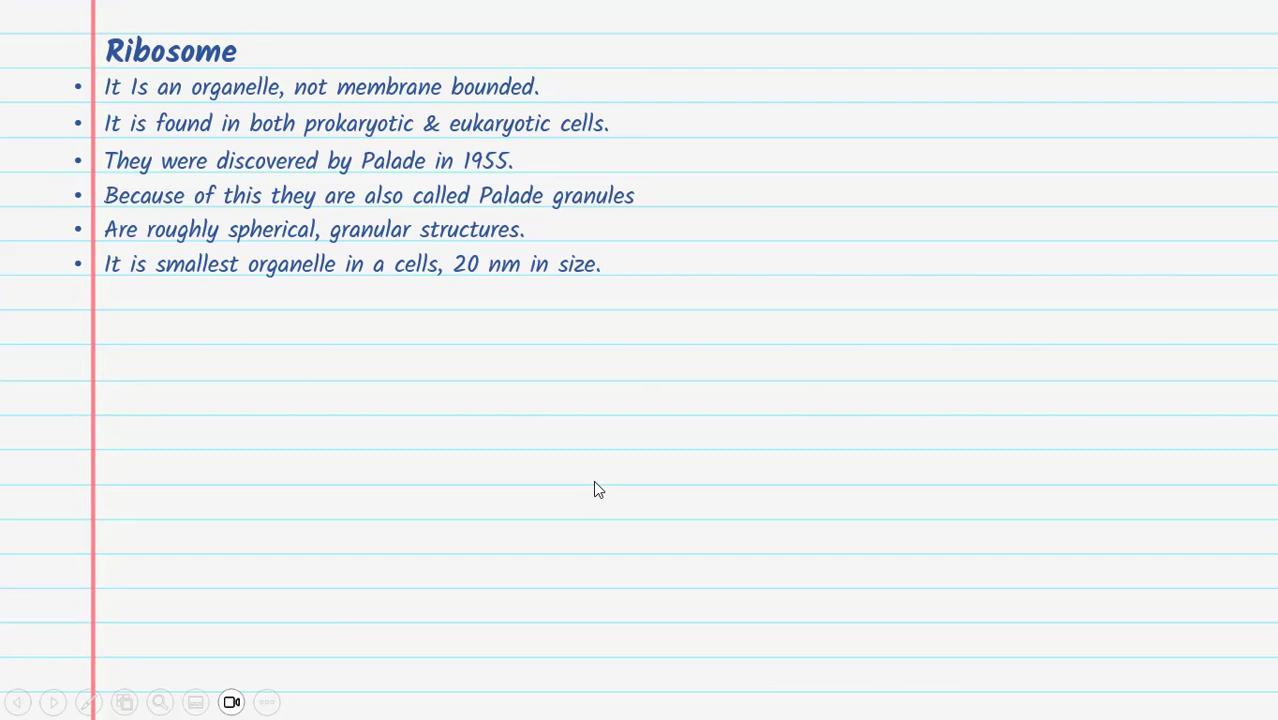 Ribosome
• It Is an organelle, not membrane bounded.
• It is found in both prokaryotic & eukaryotic cells.
• They were discovered by Palade in 1955.
• Because of this they are also called Palade granules
• Are roughly spherical, granular structures.
• It is smallest organelle in a cells, 20 nm in size.